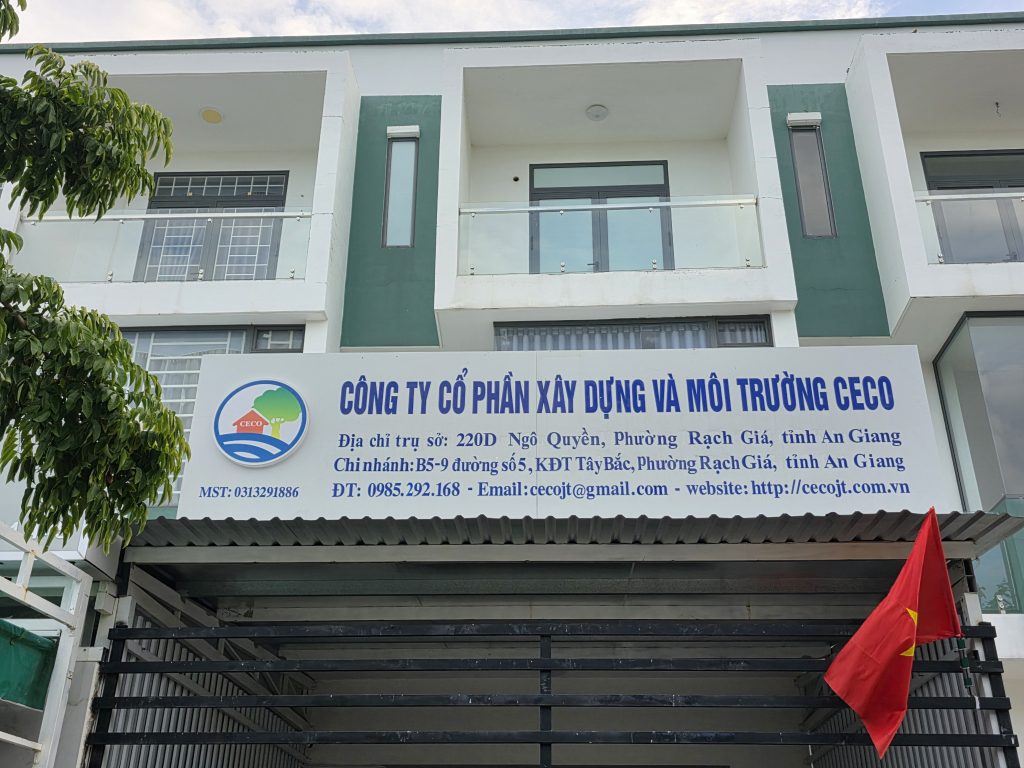 CÔNG TY CỔ PHẦN XÂY DỰNG VÀ MÔI TRƯỜNG CECO
CECO
Địa chỉ trụ sở: 220D Ngô Quyền, Phường Rạch Giá, tỉnh An Giang
Chi nhánh: B5-9 đường số 5, KĐT Tây Bắc, Phường Rạch Giá, tỉnh An Giang
MST: 0313291886
ĐT: 0985.292.168 - Email: cecojt@gmail.com - website: http://cecojt.com.vn